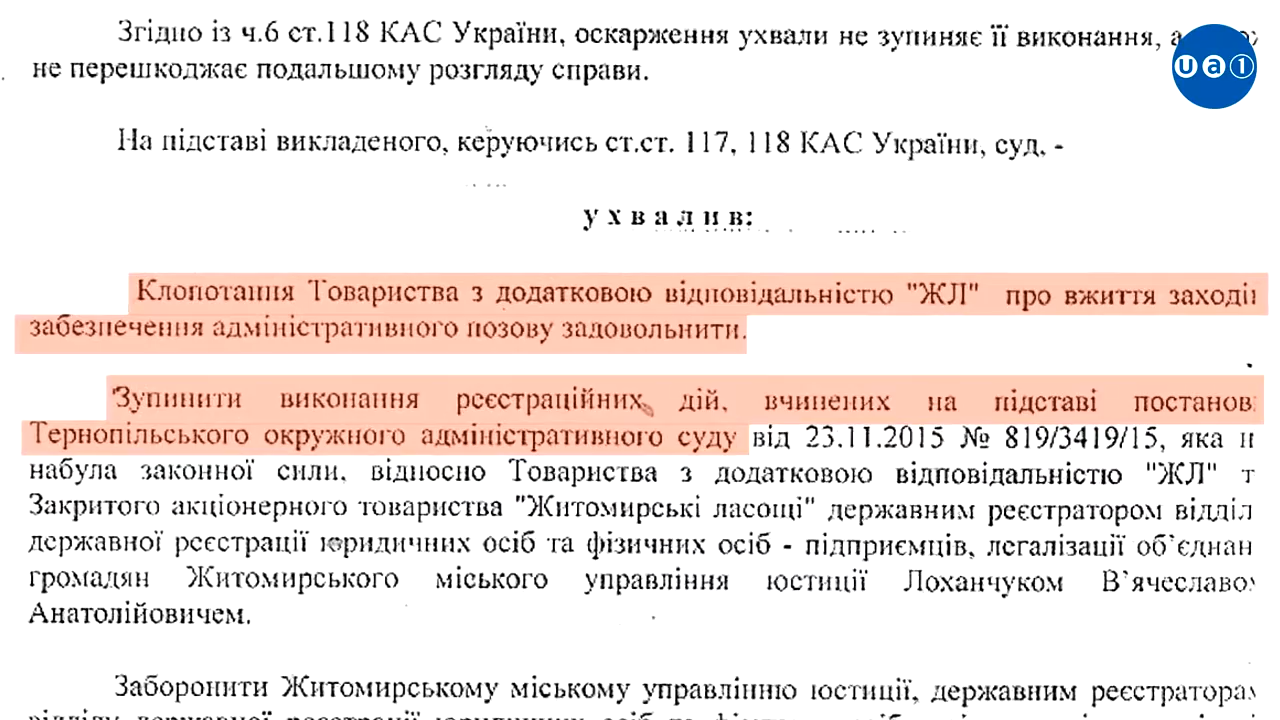 Згідно із ч.6 ст.118 КАС України, оскарження ухвали не зупиняє її виконання,
ua1
не перешкоджає подальшому розгляду справи.
На підставі викладеного, керуючись ст.ст. 117, 118 КАС України, суд, -
у х в а л и в:
Клопотання Товариства з додатковою відповідальністю "ЖЛ" про вжиття заході
забезпечення адміністративного позову задовольнити.
Зупинити виконання реєстраційних дій, вчинених на підставі постанов
Тернопільського окружного адміністративного суду від 23.11.2015 № 819/3419/15, яка н
набула законної сили, відносно Товариства з додатковою відповідальністю "ЖЛ" т
Закритого акціонерного товариства "Житомирські ласощі" державним реєстратором відділ
державної реєстрації юридичних осіб та фізичних осіб - підприємців, легалізації об'єднан
громадян Житомирського міського управління юстиції Лоханчуком В'ячеславо
Анатолійовичем.
Заборонити Житомирському міському управлінню юстиції, державним реєстратора